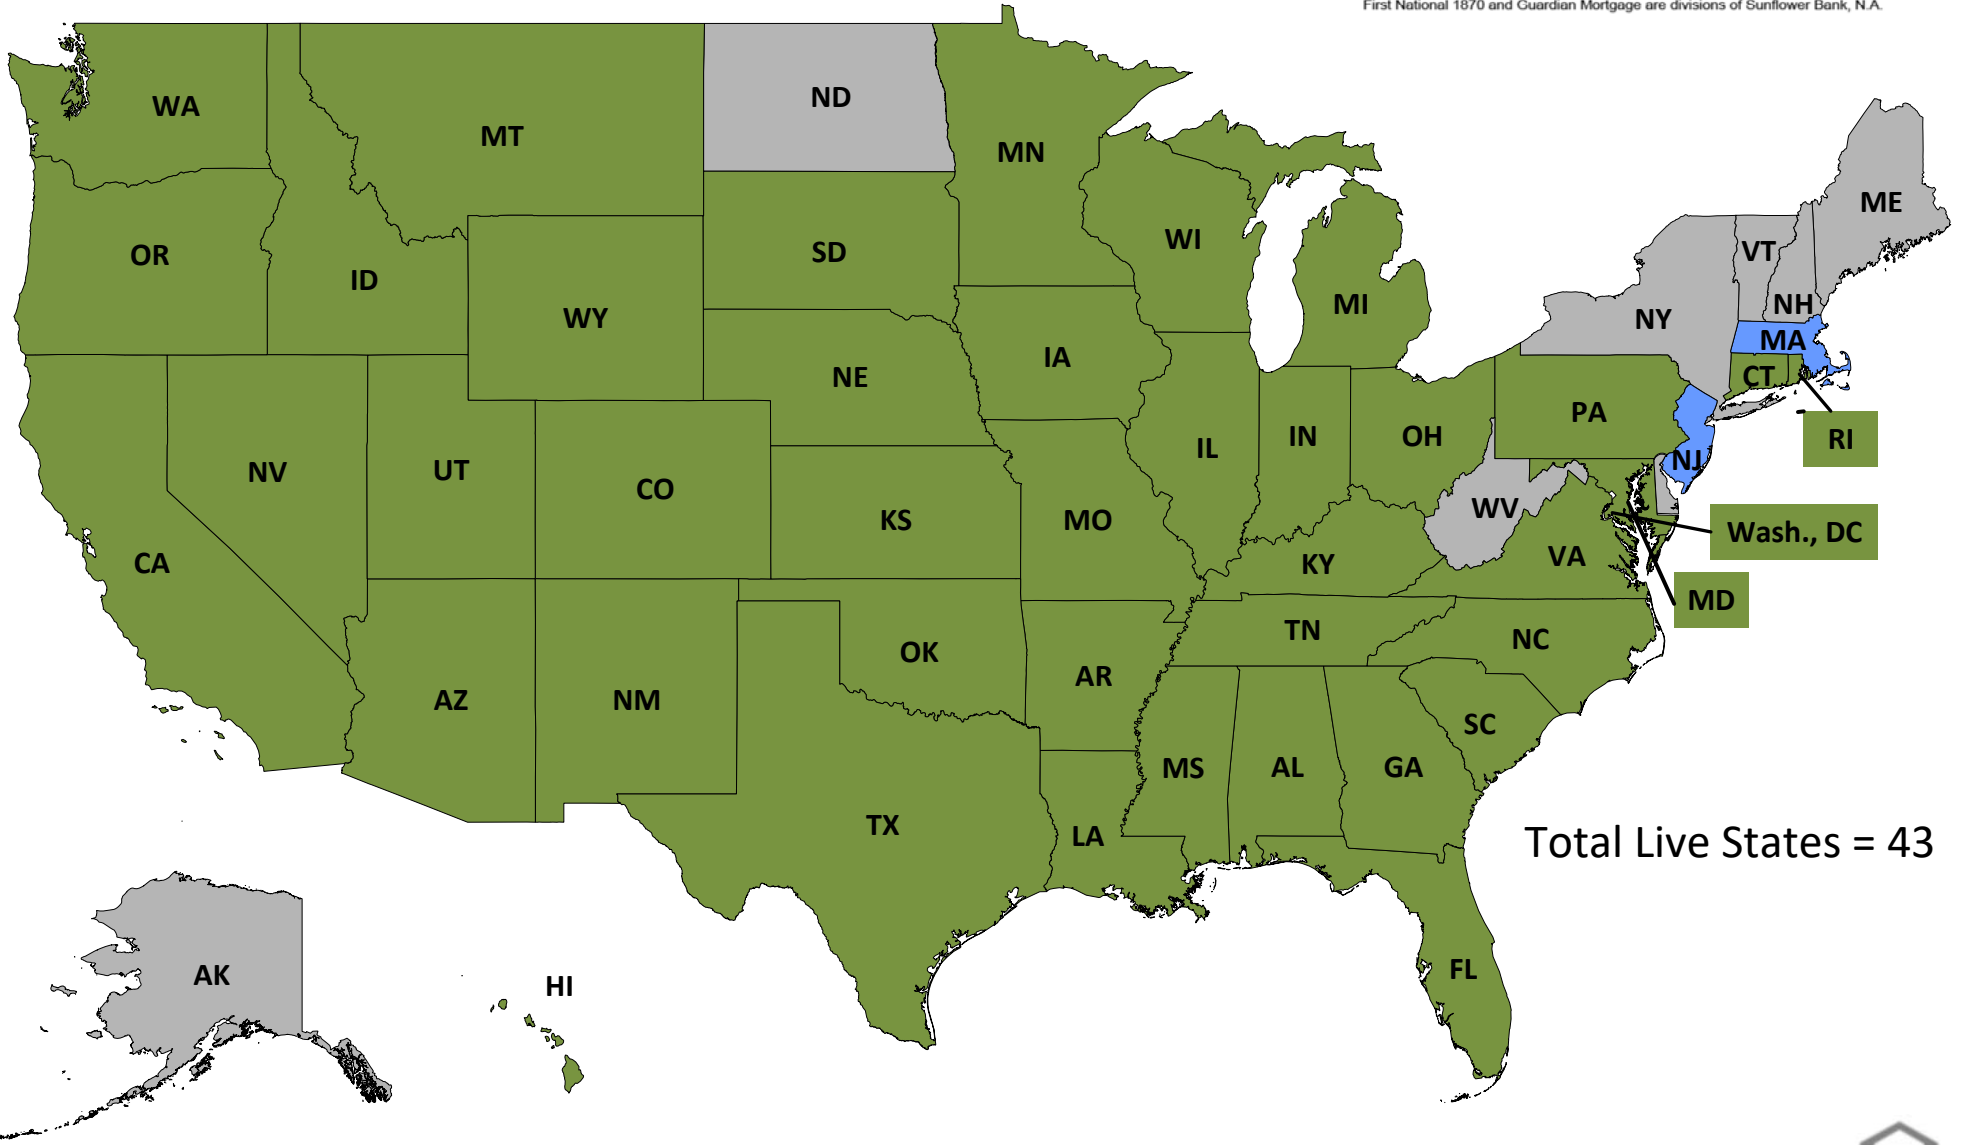 First National 1870 and Guardian Mortgage are divisions of Sunflower Bank, N.A.
WA
MT
ND
MN
ME
OR
ID
SD
WI
VT
WY
MI
NH
NY
IA
MA
NE
CT
PA
RI
NV
UT
CO
IL
IN
OH
NJ
KS
MO
WV
Wash., DC
CA
KY
VA
MD
OK
AR
TN
NC
AZ
NM
SC
MS
AL
GA
TX
LA
Total Live States = 43
AK
HI
FL